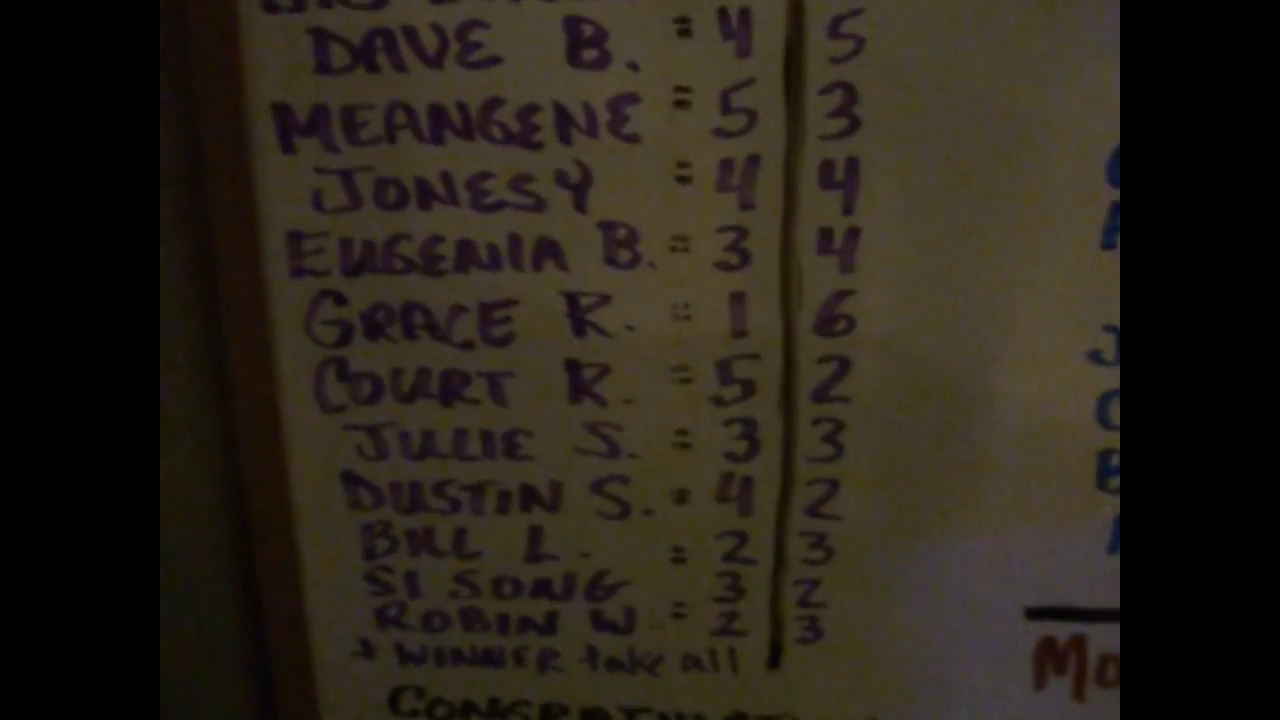 DAVE B. = 4 5
MEANGENE = 5 3
JONESY = 4 4
EUGENIA B. = 3 4
GRACE R. = 1 6
COURT R. = 5 2
JULLIE S. = 3 3
DUSTIN S. = 4 2
BILL L. = 2 3
SI SONG 3 2
ROBIN W. = 2 3
+ WINNER take all